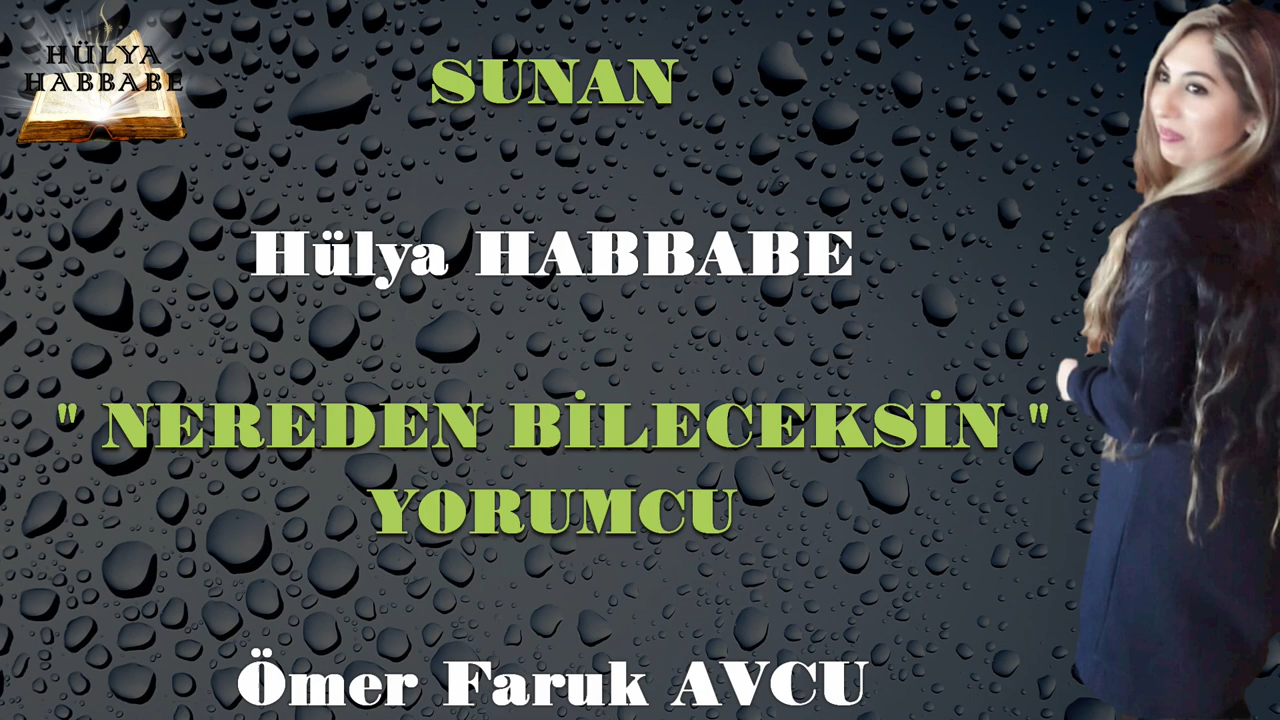 HÜLYA
HABBABE
SUNAN
Hülya HABBABE
" NEREDEN BİLECEKSİN "
YORUMCU
Ömer Faruk AVCU